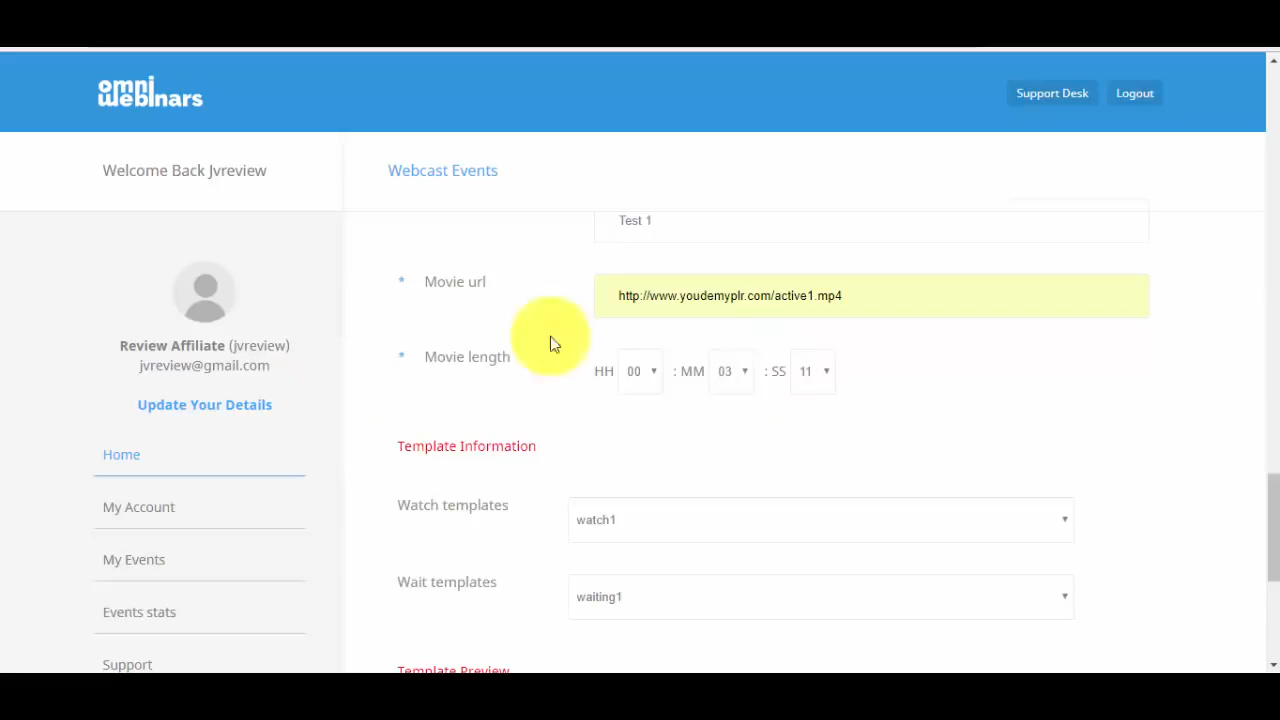 omni
webinars
Support Desk
Logout
Welcome Back Jvreview
Webcast Events
Review Affiliate (jvreview)
jvreview@gmail.com
Update Your Details
Home
My Account
My Events
Events stats
Support
Test 1
* Movie url
http://www.youdemyplr.com/active1.mp4
* Movie length
HH 00 : MM 03 : SS 11
Template Information
Watch templates
watch1
Wait templates
waiting1
Template Preview